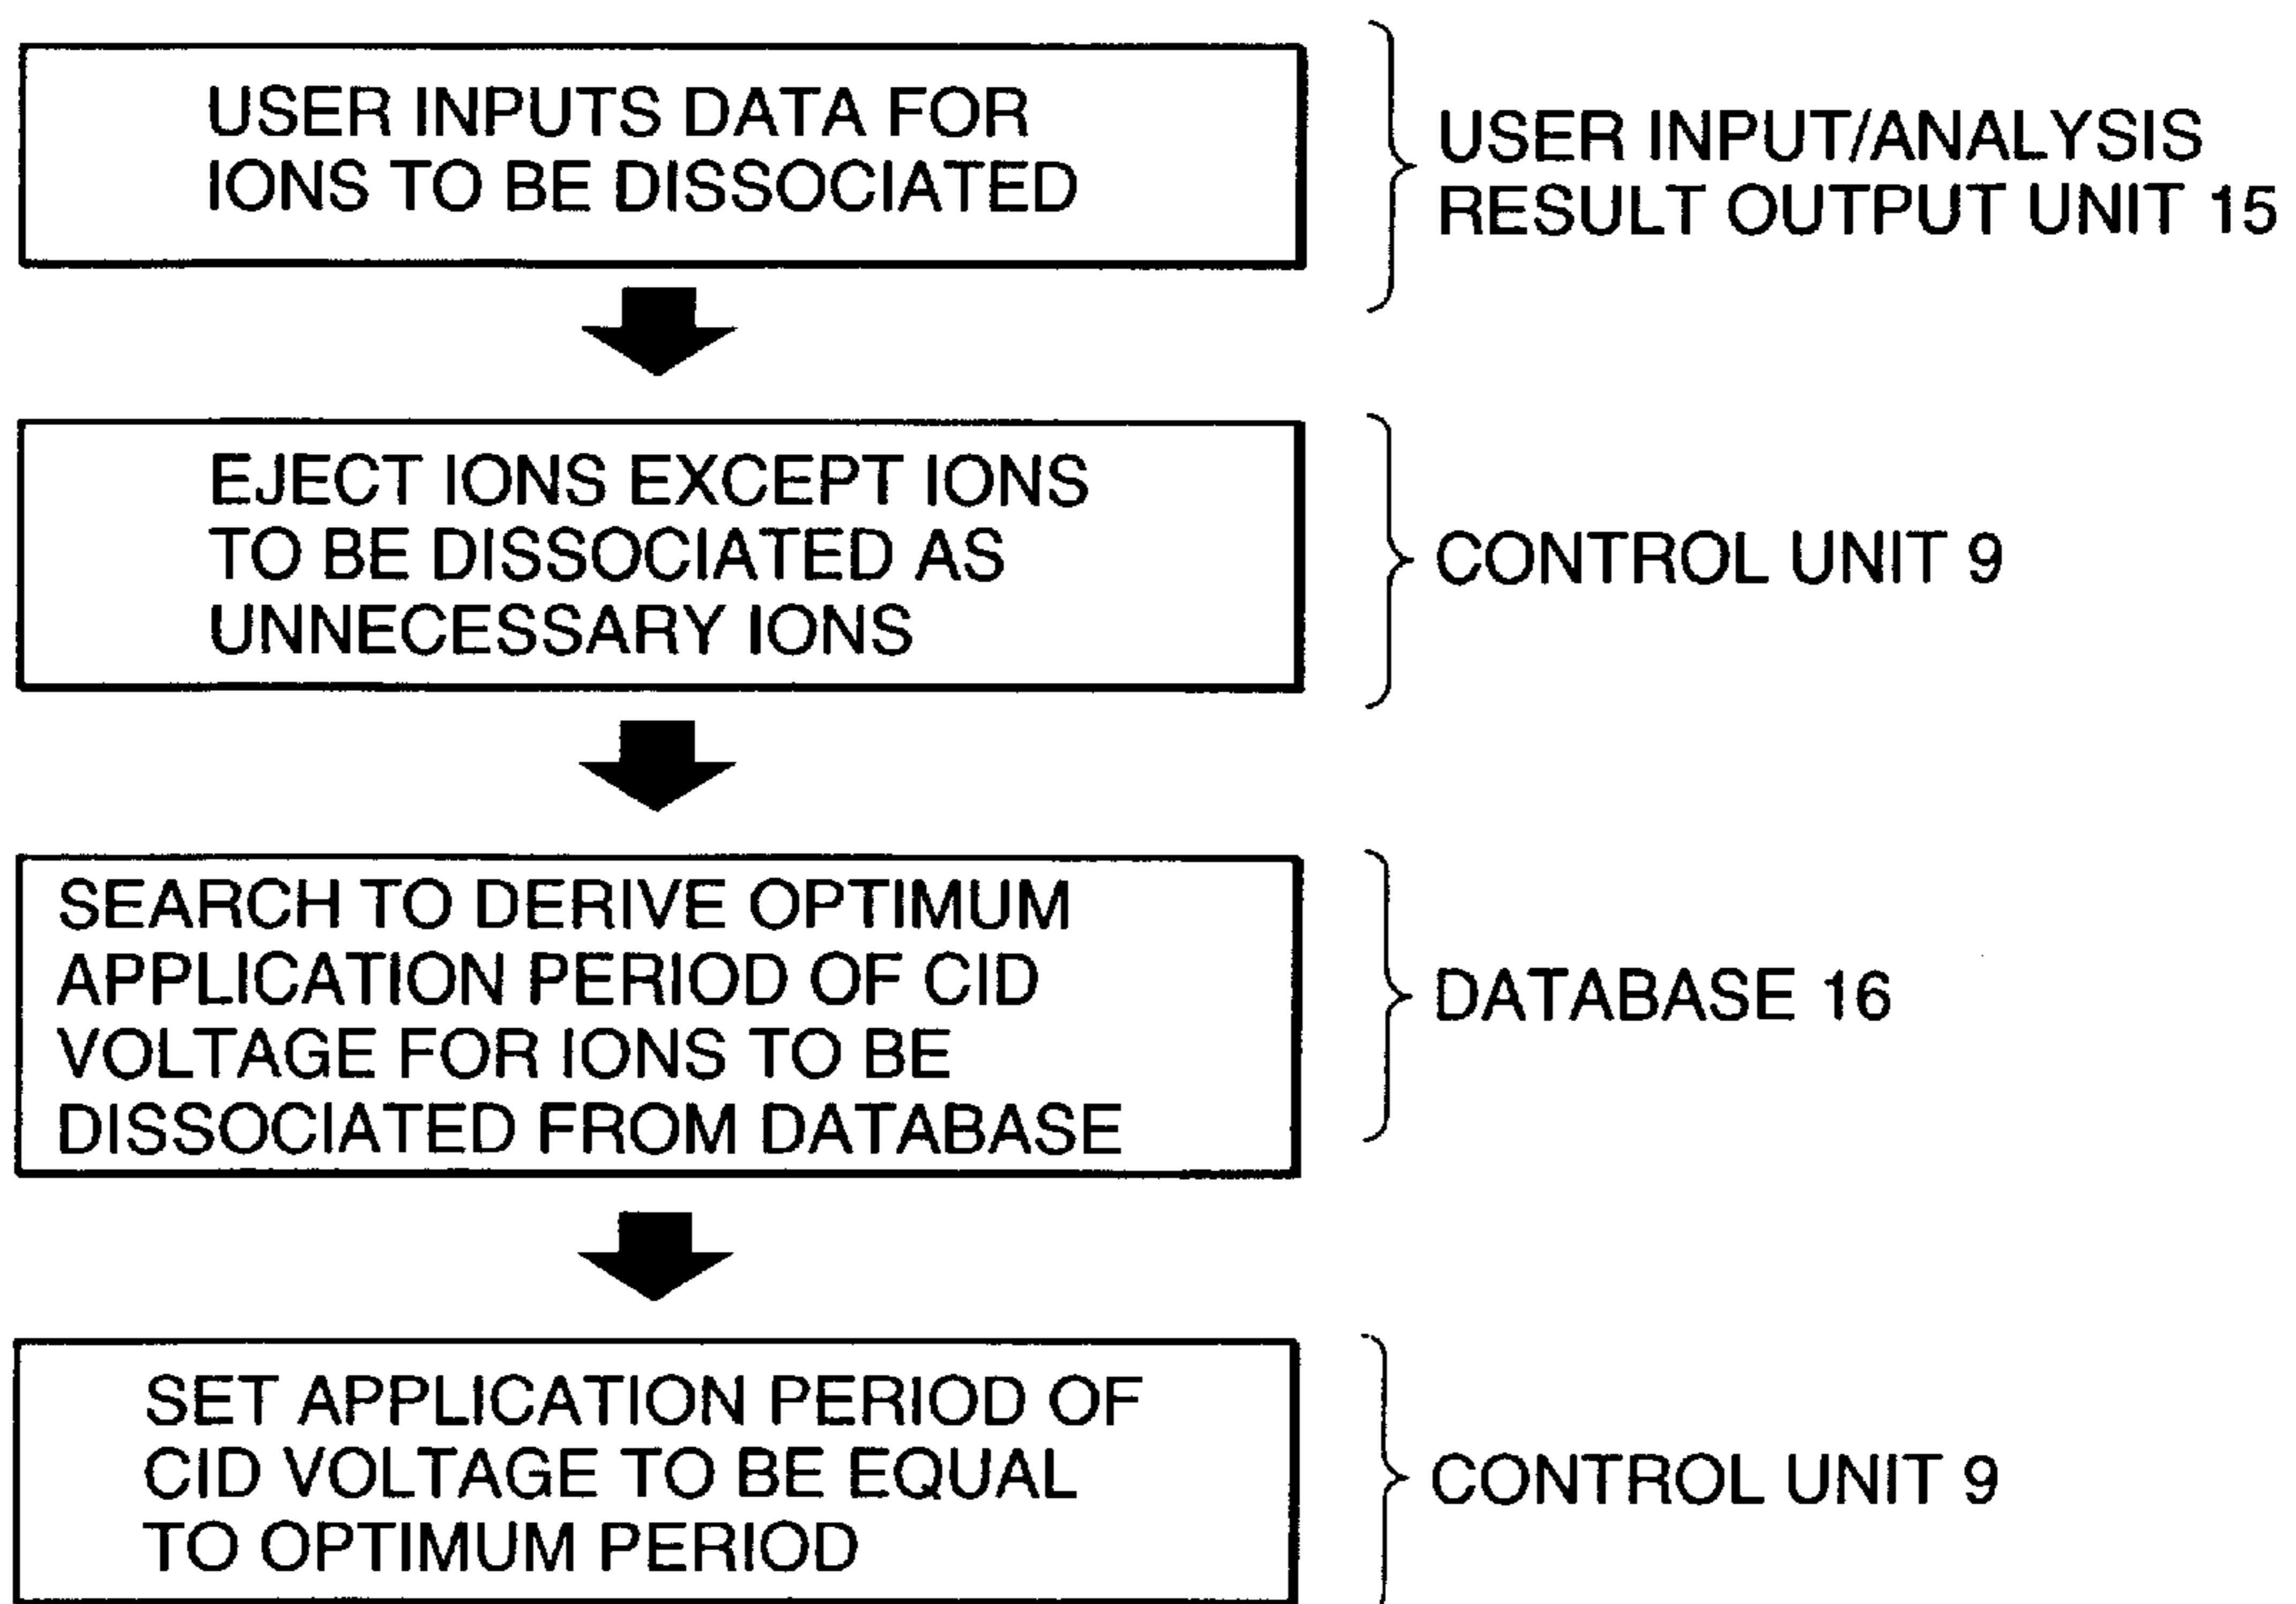 USER INPUTS DATA FOR
IONS TO BE DISSOCIATED
USER INPUT/ANALYSIS
RESULT OUTPUT UNIT 15
EJECT IONS EXCEPT IONS
TO BE DISSOCIATED AS
UNNECESSARY IONS
CONTROL UNIT 9
SEARCH TO DERIVE OPTIMUM
APPLICATION PERIOD OF CID
VOLTAGE FOR IONS TO BE
DISSOCIATED FROM DATABASE
DATABASE 16
SET APPLICATION PERIOD OF
CID VOLTAGE TO BE EQUAL
TO OPTIMUM PERIOD
CONTROL UNIT 9